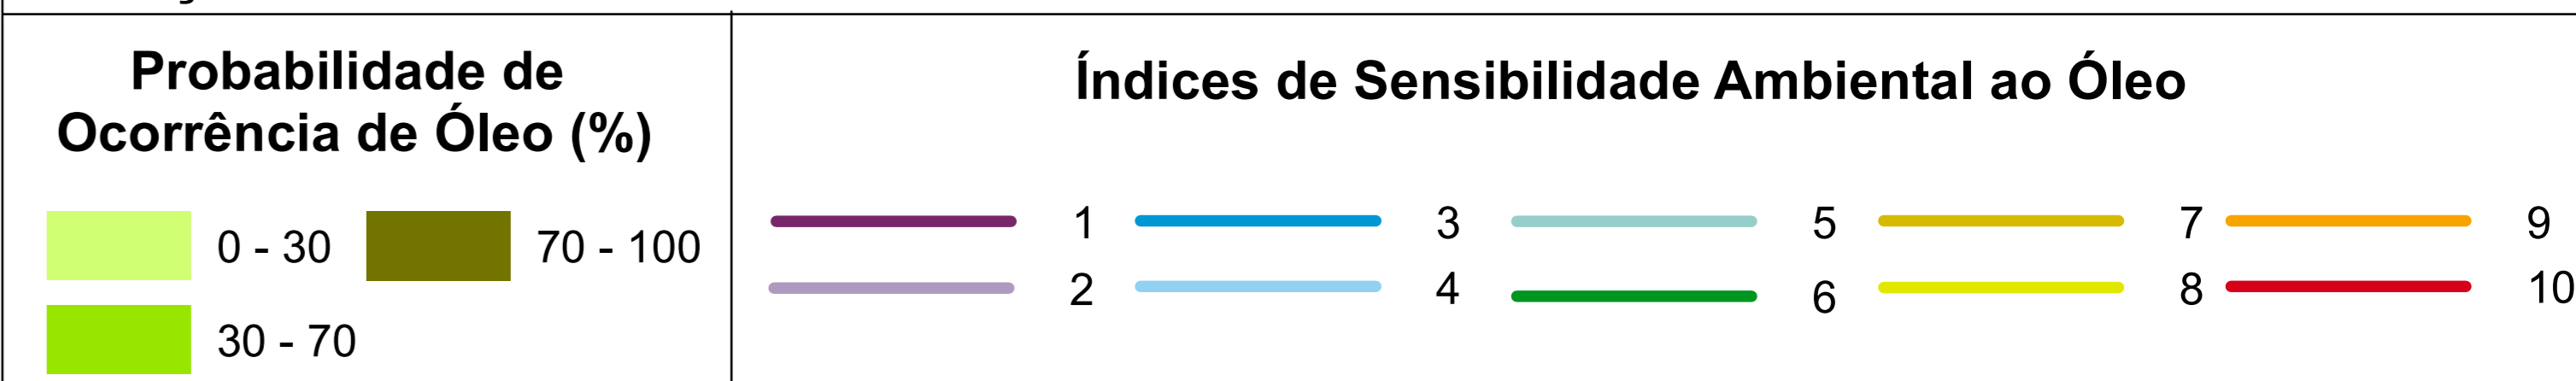 Probabilidade de
Ocorrência de Óleo (%)
0 - 30
70 - 100
30 - 70
Índices de Sensibilidade Ambiental ao Óleo
1
3
5
7
9
2
4
6
8
10